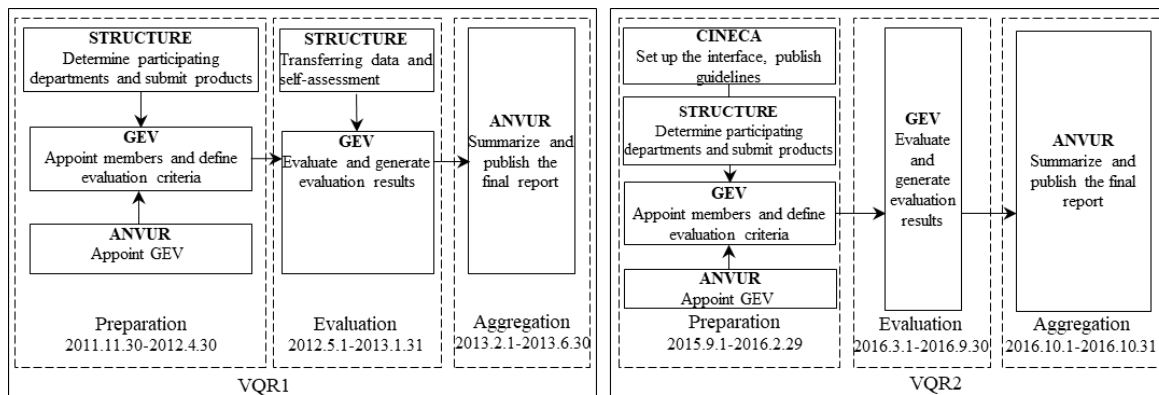 STRUCTURE
Determine participating
departments and submit products
GEV
Appoint members and define
evaluation criteria
ANVUR
Appoint GEV
Preparation
2011.11.30-2012.4.30
STRUCTURE
Transferring data and
self-assessment
GEV
Evaluate and generate
evaluation results
Evaluation
2012.5.1-2013.1.31
ANVUR
Summarize and
publish the
final report
Aggregation
2013.2.1-2013.6.30
VQR1
CINECA
Set up the interface, publish
guidelines
STRUCTURE
Determine participating
departments and submit products
GEV
Appoint members and define
evaluation criteria
ANVUR
Appoint GEV
Preparation
2015.9.1-2016.2.29
GEV
Evaluate
and
generate
evaluation
results
Evaluation
2016.3.1-2016.9.30
ANVUR
Summarize and
publish the final
report
Aggregation
2016.10.1-2016.10.31
VQR2